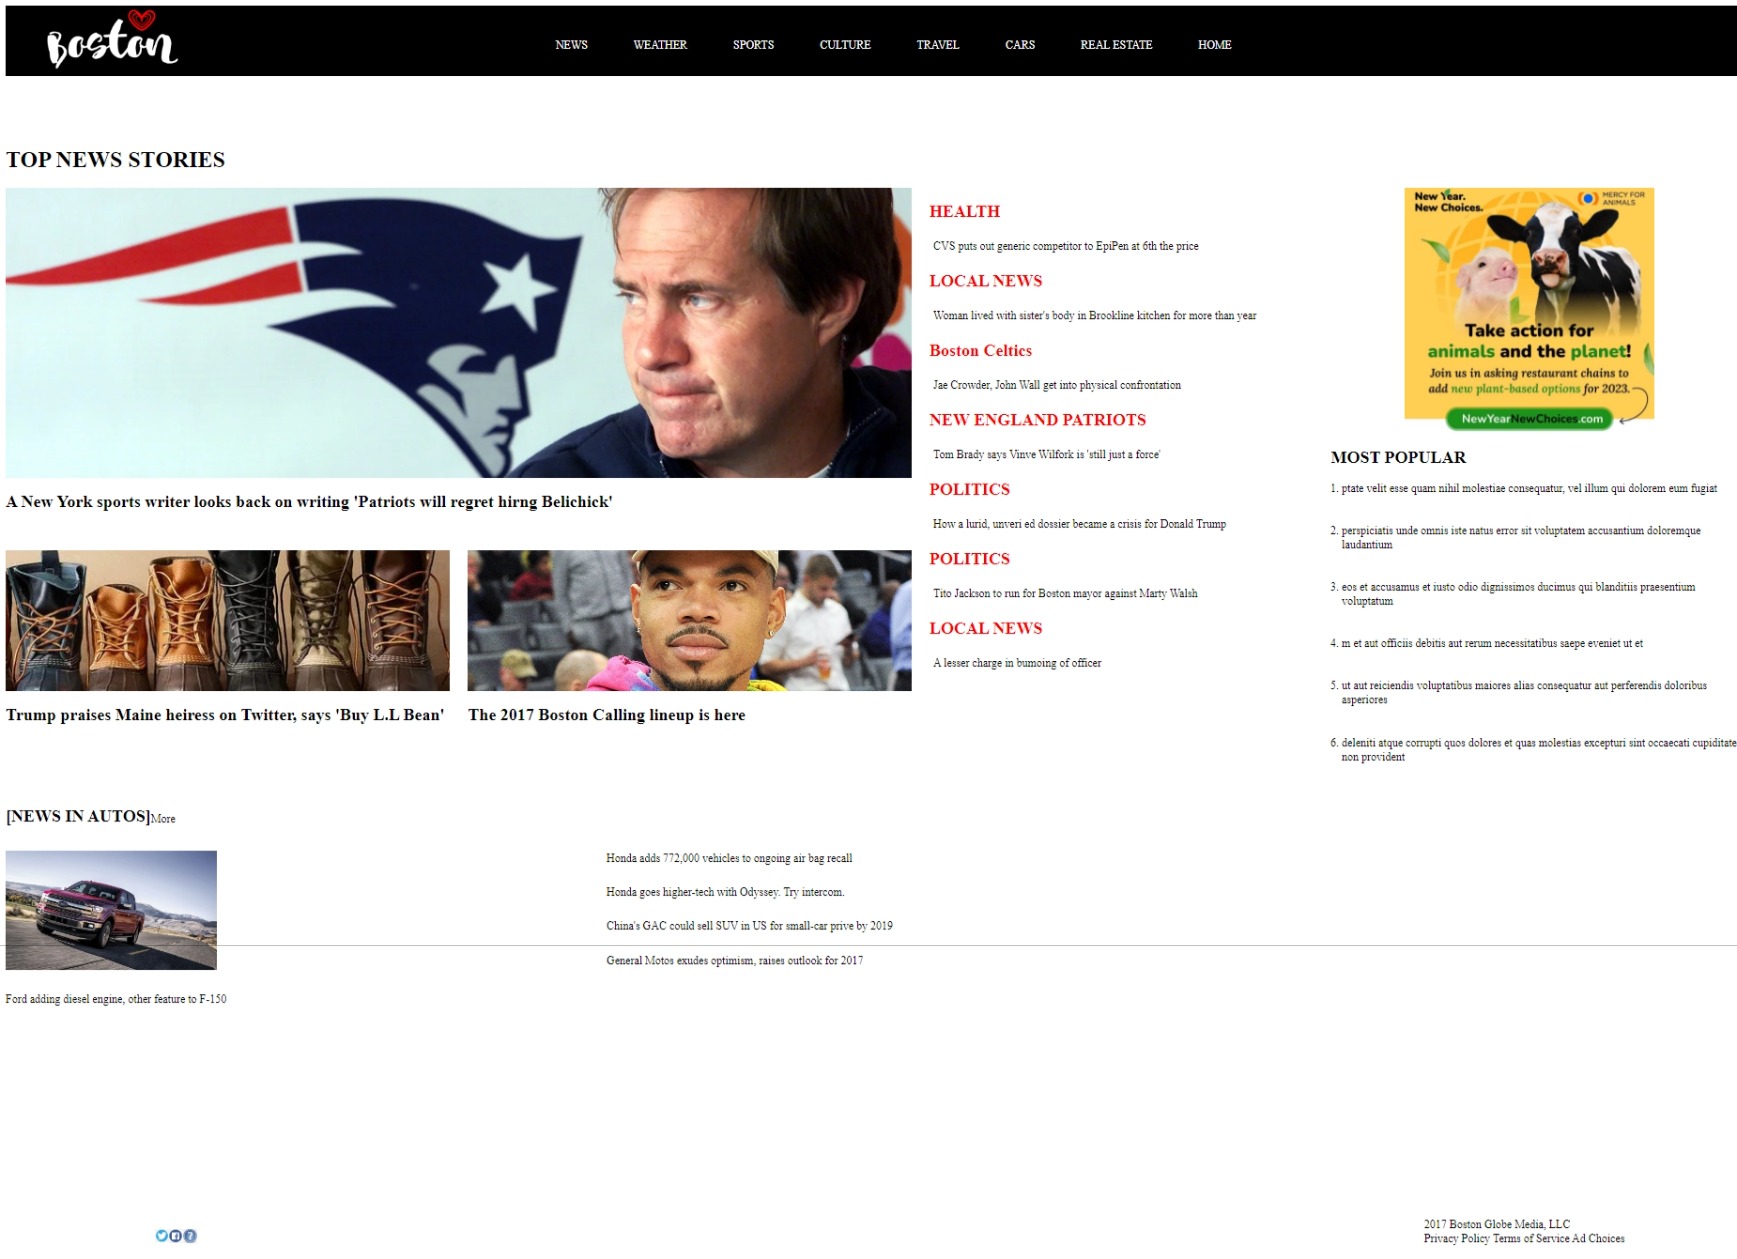 Boston
NEWS WEATHER SPORTS CULTURE TRAVEL CARS REAL ESTATE HOME
TOP NEWS STORIES
A New York sports writer looks back on writing 'Patriots will regret hirng Belichick'
Trump praises Maine heiress on Twitter, says 'Buy L.L Bean'
The 2017 Boston Calling lineup is here
HEALTH
CVS puts out generic competitor to EpiPen at 6th the price
LOCAL NEWS
Woman lived with sister's body in Brookline kitchen for more than year
Boston Celtics
Jae Crowder, John Wall get into physical confrontation
NEW ENGLAND PATRIOTS
Tom Brady says Vinve Wilfork is 'still just a force'
POLITICS
How a lurid, unveri ed dossier became a crisis for Donald Trump
POLITICS
Tito Jackson to run for Boston mayor against Marty Walsh
LOCAL NEWS
A lesser charge in bumoing of officer
New Year.
New Choices.
MERCY FOR
ANIMALS
Take action for
animals and the planet!
Join us in asking restaurant chains to
add new plant-based options for 2023.
NewYearNewChoices.com
MOST POPULAR
1. ptate velit esse quam nihil molestiae consequatur, vel illum qui dolorem eum fugiat
2. perspiciatis unde omnis iste natus error sit voluptatem accusantium doloremque
laudantium
3. eos et accusamus et iusto odio dignissimos ducimus qui blanditiis praesentium
voluptatum
4. m et aut officiis debitis aut rerum necessitatibus saepe eveniet ut et
5. ut aut reiciendis voluptatibus maiores alias consequatur aut perferendis doloribus
asperiores
6. deleniti atque corrupti quos dolores et quas molestias excepturi sint occaecati cupiditate
non provident
[NEWS IN AUTOS]More
Ford adding diesel engine, other feature to F-150
Honda adds 772,000 vehicles to ongoing air bag recall
Honda goes higher-tech with Odyssey. Try intercom.
China's GAC could sell SUV in US for small-car prive by 2019
General Motos exudes optimism, raises outlook for 2017
2017 Boston Globe Media, LLC
Privacy Policy Terms of Service Ad Choices